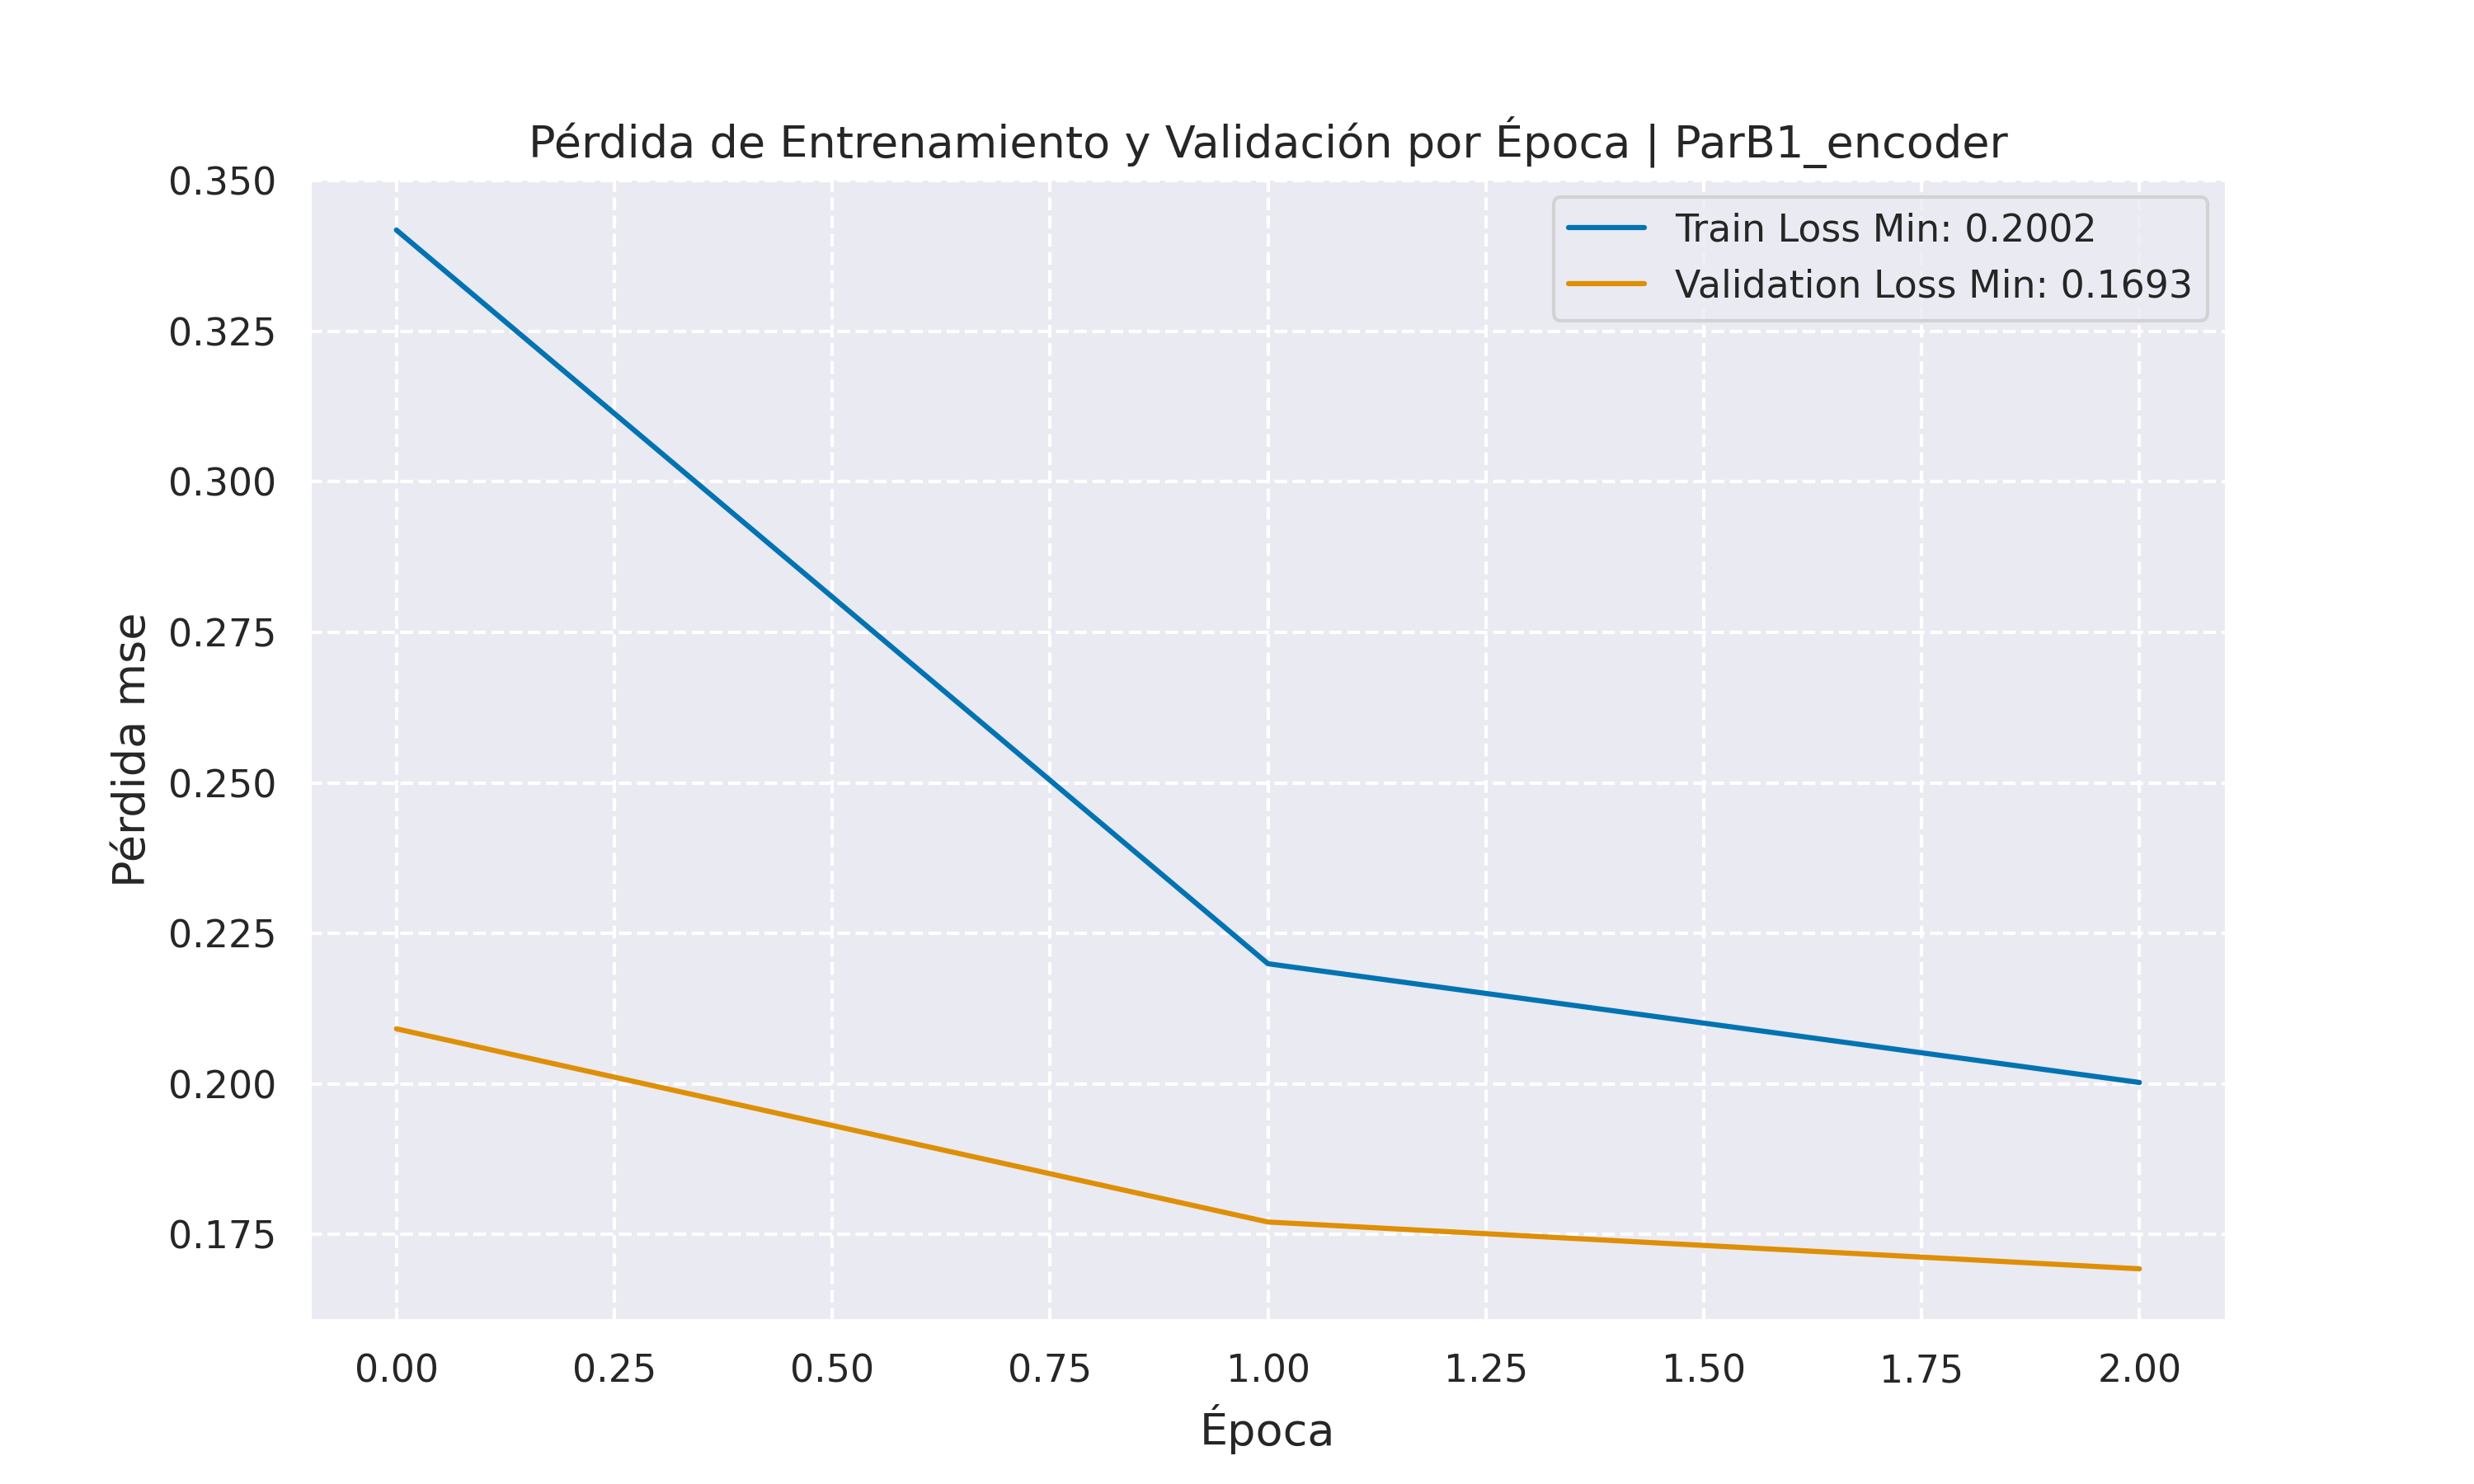 Pérdida de Entrenamiento y Validación por Época | ParB1_encoder
Train Loss Min: 0.2002
Validation Loss Min: 0.1693
Pérdida mse
0.350
0.325
0.300
0.275
0.250
0.225
0.200
0.175
0.00 0.25 0.50 0.75 1.00 1.25 1.50 1.75 2.00
Época